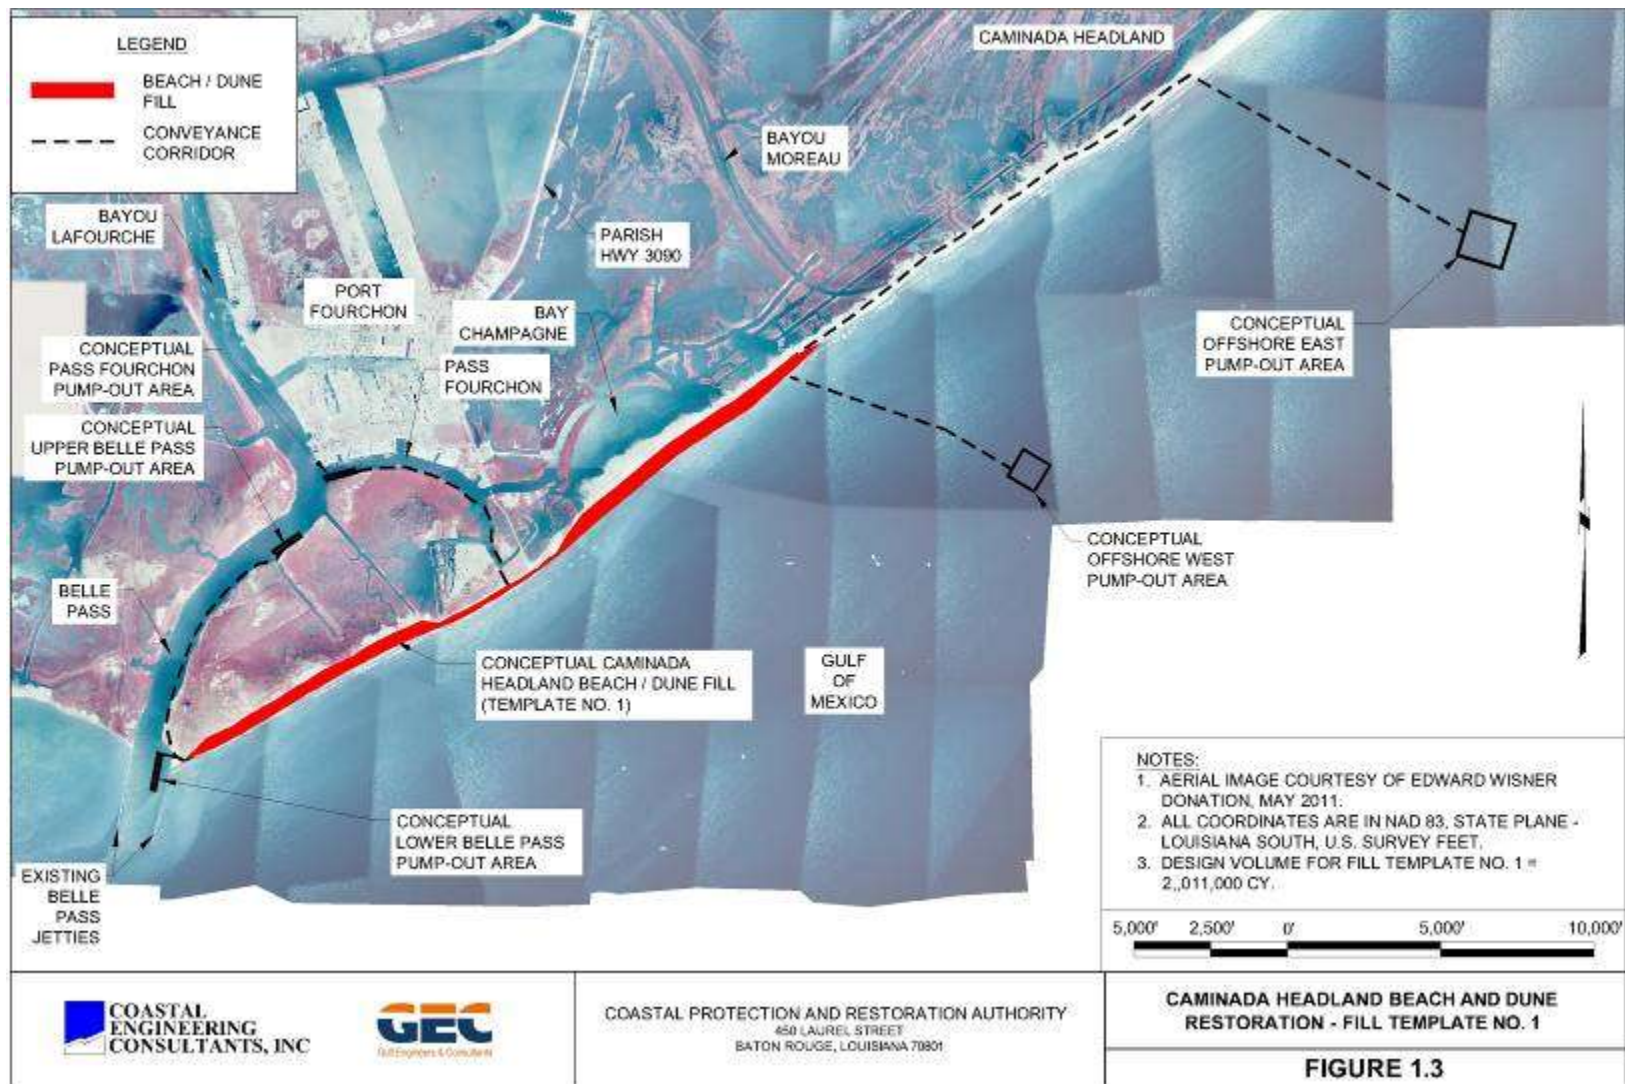 LEGEND
BEACH / DUNE
FILL
CONVEYANCE
CORRIDOR
CAMINADA HEADLAND
BAYOU
MOREAU
BAYOU
LAFOURCHE
PARISH
HWY 3090
PORT
FOURCHON
BAY
CHAMPAGNE
CONCEPTUAL
OFFSHORE EAST
PUMP-OUT AREA
CONCEPTUAL
PASS FOURCHON
PUMP-OUT AREA
PASS
FOURCHON
CONCEPTUAL
UPPER BELLE PASS
PUMP-OUT AREA
CONCEPTUAL
OFFSHORE WEST
PUMP-OUT AREA
BELLE
PASS
CONCEPTUAL CAMINADA
HEADLAND BEACH / DUNE FILL
(TEMPLATE NO. 1)
GULF
OF
MEXICO
CONCEPTUAL
LOWER BELLE PASS
PUMP-OUT AREA
EXISTING
BELLE
PASS
JETTIES
NOTES:
1. AERIAL IMAGE COURTESY OF EDWARD WISNER
DONATION, MAY 2011.
2. ALL COORDINATES ARE IN NAD 83, STATE PLANE -
LOUISIANA SOUTH, U.S. SURVEY FEET.
3. DESIGN VOLUME FOR FILL TEMPLATE NO. 1 =
2,,011,000 CY.
5,000' 2,500' 0' 5,000' 10,000'
COASTAL
ENGINEERING
CONSULTANTS, INC
GEC
Gulf Engineers & Consultants
COASTAL PROTECTION AND RESTORATION AUTHORITY
450 LAUREL STREET
BATON ROUGE, LOUISIANA 70801
CAMINADA HEADLAND BEACH AND DUNE
RESTORATION - FILL TEMPLATE NO. 1
FIGURE 1.3